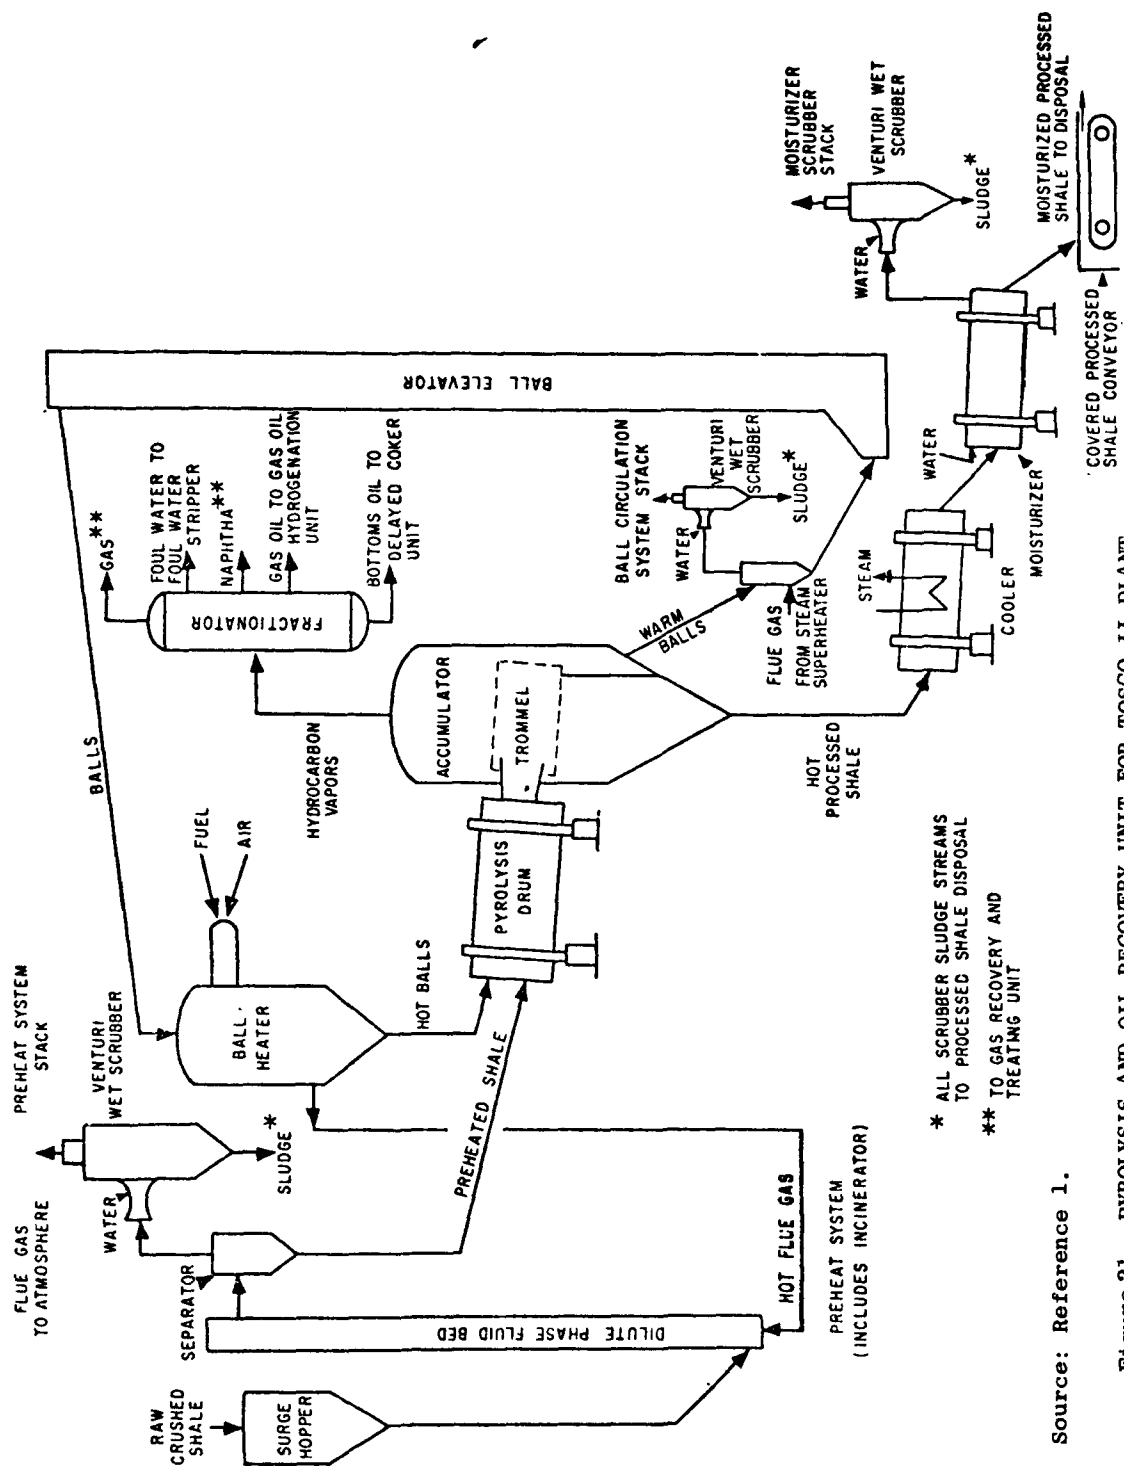 FLUE GAS
TO ATMOSPHERE
PREHEAT SYSTEM
STACK
VENTURI
WET SCRUBBER
WATER
SLUDGE*
SEPARATOR
RAW
CRUSHED
SHALE
SURGE
HOPPER
DILUTE PHASE FLUID BED
PREHEAT SYSTEM
(INCLUDES INCINERATOR)
HOT FLUE GAS
PREHEATED SHALE
BALL
HEATER
FUEL
AIR
HOT BALLS
BALLS
PYROLYSIS
DRUM
HYDROCARBON
VAPORS
ACCUMULATOR
TROMMEL
FRACTIONATOR
GAS**
FOUL WATER TO
FOUL WATER
STRIPPER
NAPHTHA**
GAS OIL TO GAS OIL
HYDROGENATION
UNIT
BOTTOMS OIL TO
DELAYED COKER
UNIT
BALL ELEVATOR
BALL CIRCULATION
SYSTEM STACK
WATER
VENTURI
WET
SCRUBBER
SLUDGE*
WARM
BALLS
FLUE GAS
FROM STEAM
SUPERHEATER
HOT
PROCESSED
SHALE
STEAM
COOLER
WATER
MOISTURIZER
MOISTURIZER
SCRUBBER
STACK
VENTURI WET
SCRUBBER
WATER
SLUDGE*
MOISTURIZED PROCESSED
SHALE TO DISPOSAL
COVERED PROCESSED
SHALE CONVEYOR
* ALL SCRUBBER SLUDGE STREAMS
TO PROCESSED SHALE DISPOSAL
** TO GAS RECOVERY AND
TREATING UNIT
Source: Reference 1.
Figure 21. PYROLYSIS AND OIL RECOVERY UNIT FOR TOSCO II PLANT